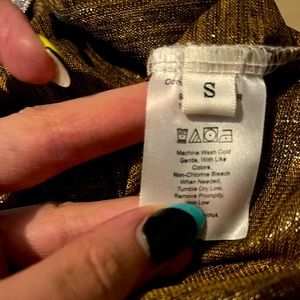 S
Machine Wash Cold
Gentle, With Like
Colors,
Non-Chlorine Bleach
When Needed,
Tumble Dry Low,
Remove Promptly,
Low